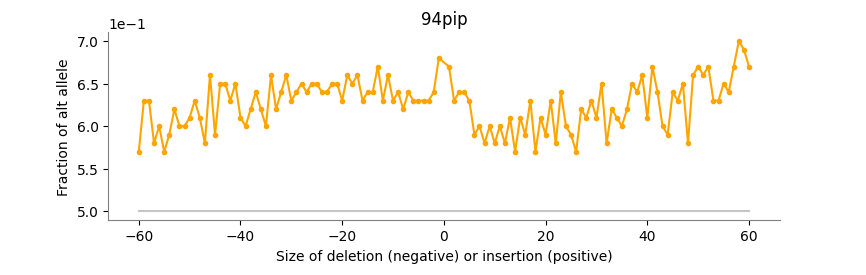 94pip
1e−1
7.0
6.5
6.0
5.5
5.0
Fraction of alt allele
−60 −40 −20 0 20 40 60
Size of deletion (negative) or insertion (positive)